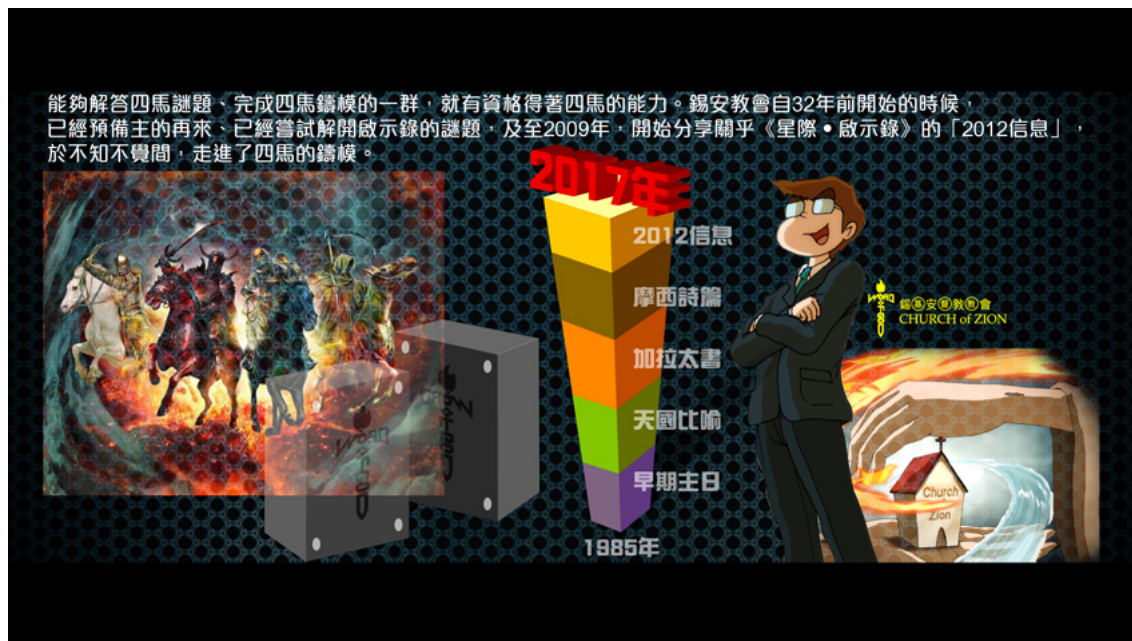 能夠解答四馬謎題、完成四馬鑄模的一群，就有資格得著四馬的能力。錫安教會自32年前開始的時候，
已經預備主的再來、已經嘗試解開啟示錄的謎題，及至2009年，開始分享關乎《星際•啟示錄》的「2012信息」，
於不知不覺間，走進了四馬的鑄模。
2017年
2012信息
摩西詩篇
加拉太書
天國比喻
早期主日
1985年
WORD OF GOD
錫安基督教教會
CHURCH of ZION
Church
Zion